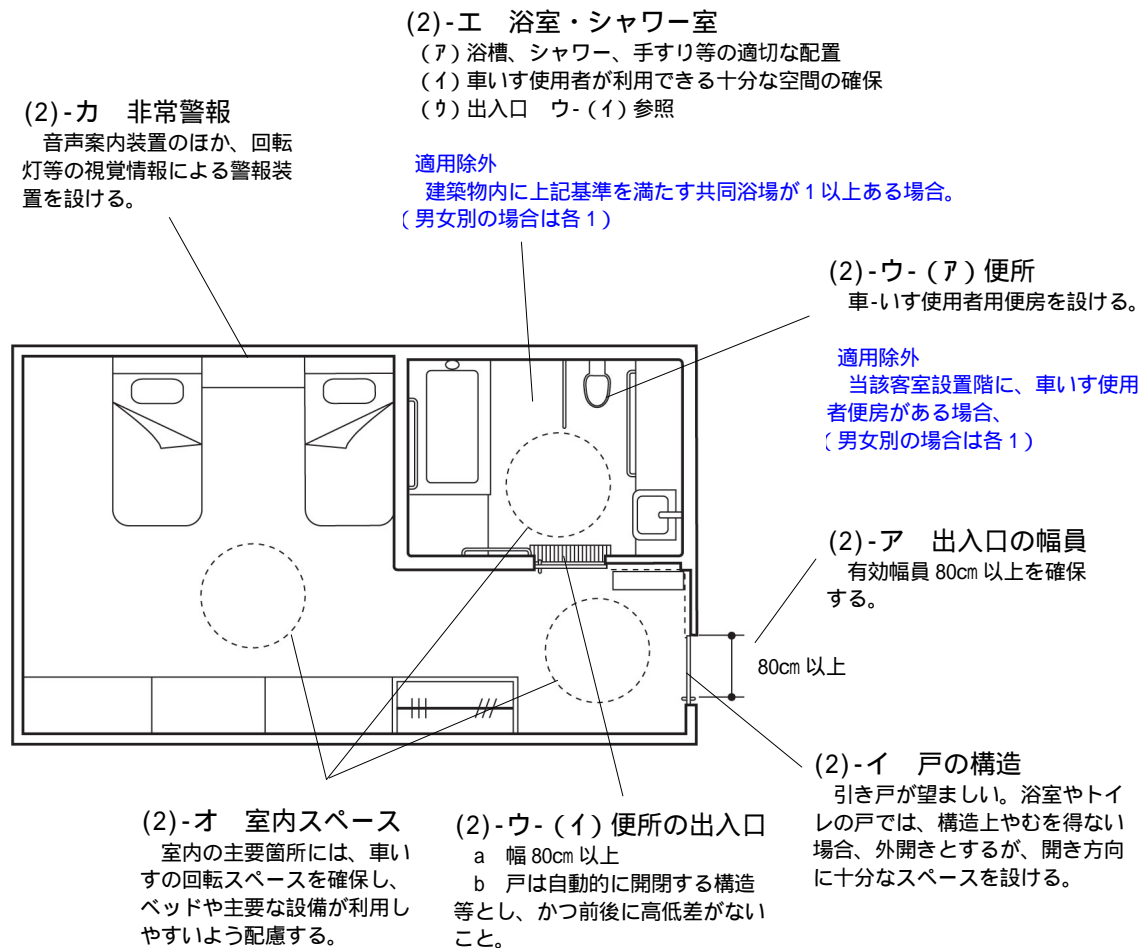 (2)-エ 浴室・シャワー室
(ア)浴槽、シャワー、手すり等の適切な配置
(イ)車いす使用者が利用できる十分な空間の確保
(ウ)出入口 ウ-(イ)参照
適用除外
建築物内に上記基準を満たす共同浴場が1以上ある場合。
(男女別の場合は各1)
(2)-カ 非常警報
音声案内装置のほか、回転
灯等の視覚情報による警報装
置を設ける。
(2)-ウ-(ア)便所
車-いす使用者用便房を設ける。
適用除外
当該客室設置階に、車いす使用
者便房がある場合、
(男女別の場合は各1)
(2)-ア 出入口の幅員
有効幅員 80cm 以上を確保
する。
80cm 以上
(2)-イ 戸の構造
引き戸が望ましい。浴室やトイ
レの戸では、構造上やむを得ない
場合、外開きとするが、開き方向
に十分なスペースを設ける。
(2)-オ 室内スペース
室内の主要箇所には、車い
すの回転スペースを確保し、
ベッドや主要な設備が利用し
やすいよう配慮する。
(2)-ウ-(イ)便所の出入口
a 幅 80cm 以上
b 戸は自動的に開閉する構造
等とし、かつ前後に高低差がない
こと。